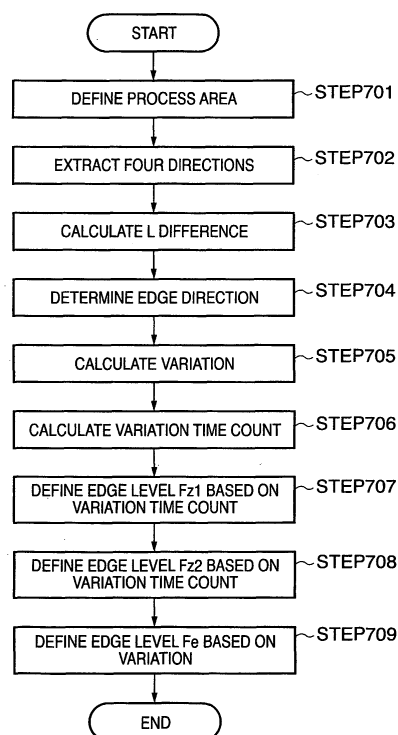 START
DEFINE PROCESS AREA
STEP701
EXTRACT FOUR DIRECTIONS
STEP702
CALCULATE L DIFFERENCE
STEP703
DETERMINE EDGE DIRECTION
STEP704
CALCULATE VARIATION
STEP705
CALCULATE VARIATION TIME COUNT
STEP706
DEFINE EDGE LEVEL Fz1 BASED ON
VARIATION TIME COUNT
STEP707
DEFINE EDGE LEVEL Fz2 BASED ON
VARIATION TIME COUNT
STEP708
DEFINE EDGE LEVEL Fe BASED ON
VARIATION
STEP709
END